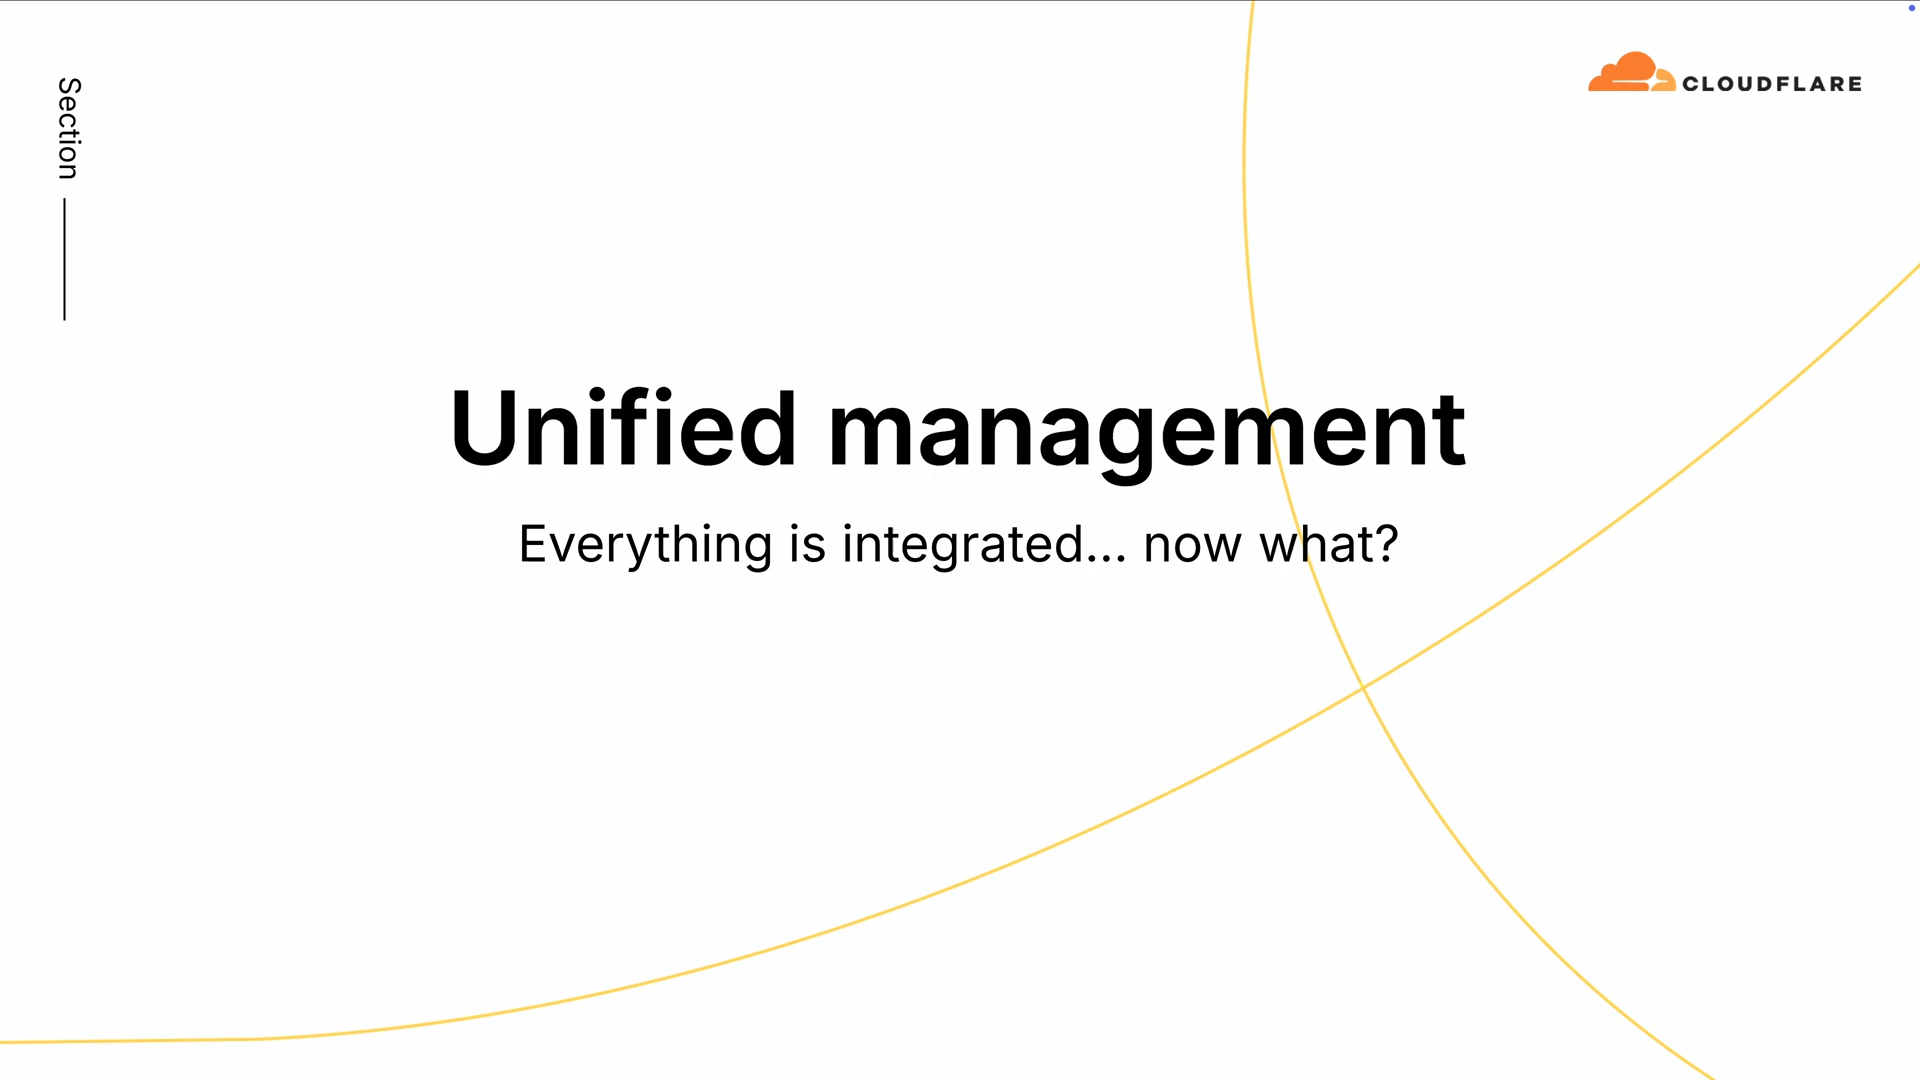 Section
CLOUDFLARE
Unified management
Everything is integrated... now what?